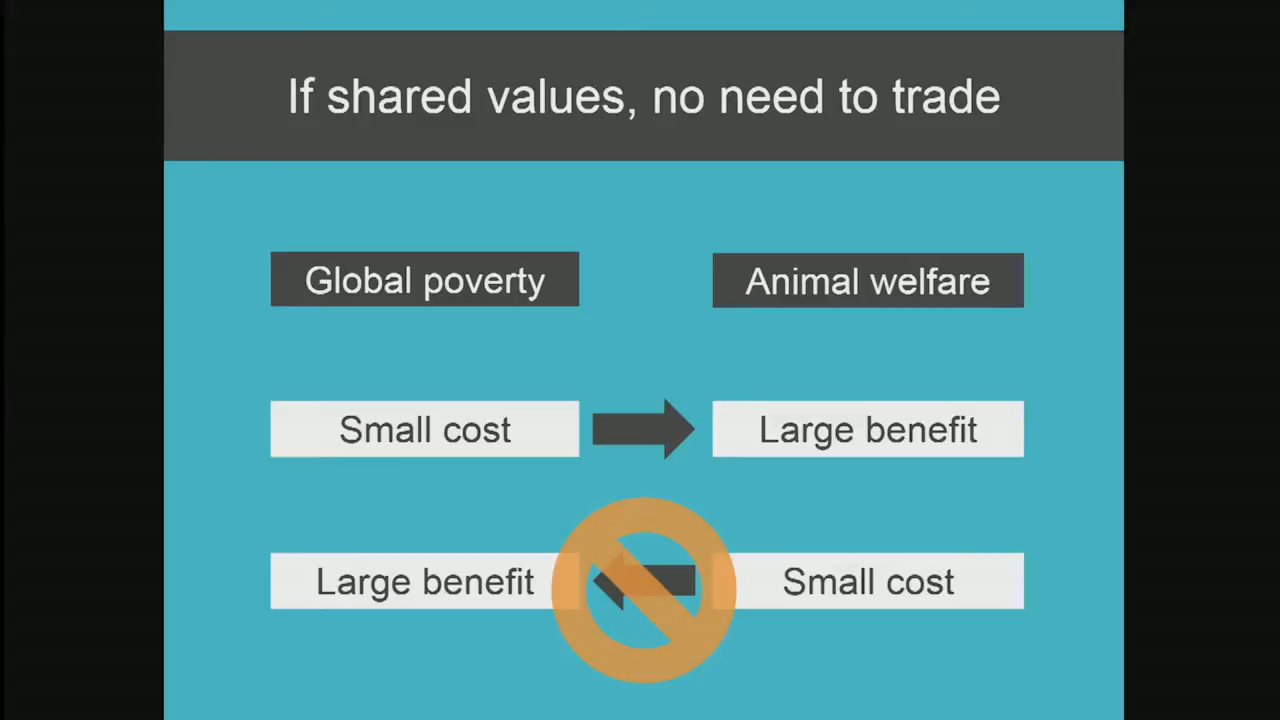 If shared values, no need to trade
Global poverty
Animal welfare
Small cost
Large benefit
Large benefit
Small cost